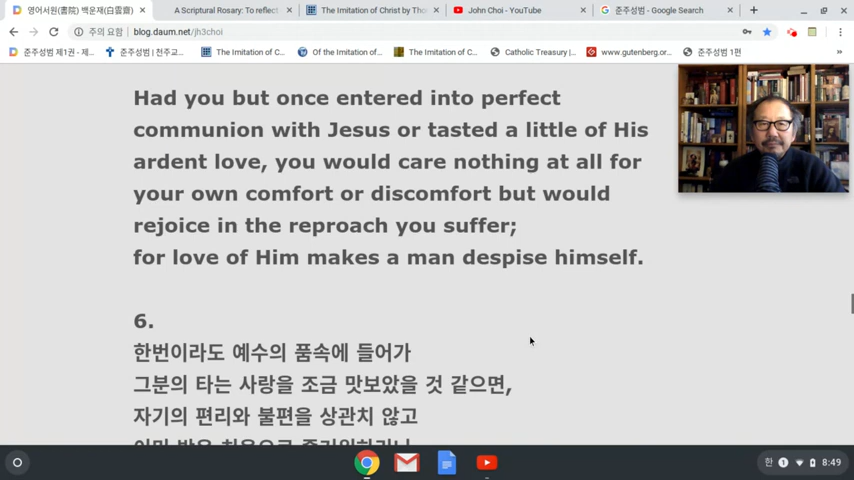 영어서원(書院) 백운재(白雲齋)
A Scriptural Rosary: To reflect
The Imitation of Christ by Tho
John Choi - YouTube
준주성범 - Google Search
주의 요함
blog.daum.net/jh3choi
준주성범 제1권 - 제...
준주성범 | 천주교...
The Imitation of C...
Of the Imitation of...
The Imitation of C...
Catholic Treasury |...
www.gutenberg.org...
준주성범 1편
Had you but once entered into perfect
communion with Jesus or tasted a little of His
ardent love, you would care nothing at all for
your own comfort or discomfort but would
rejoice in the reproach you suffer;
for love of Him makes a man despise himself.
6.
한번이라도 예수의 품속에 들어가
그분의 타는 사랑을 조금 맛보았을 것 같으면,
자기의 편리와 불편을 상관치 않고
한
1
8:49